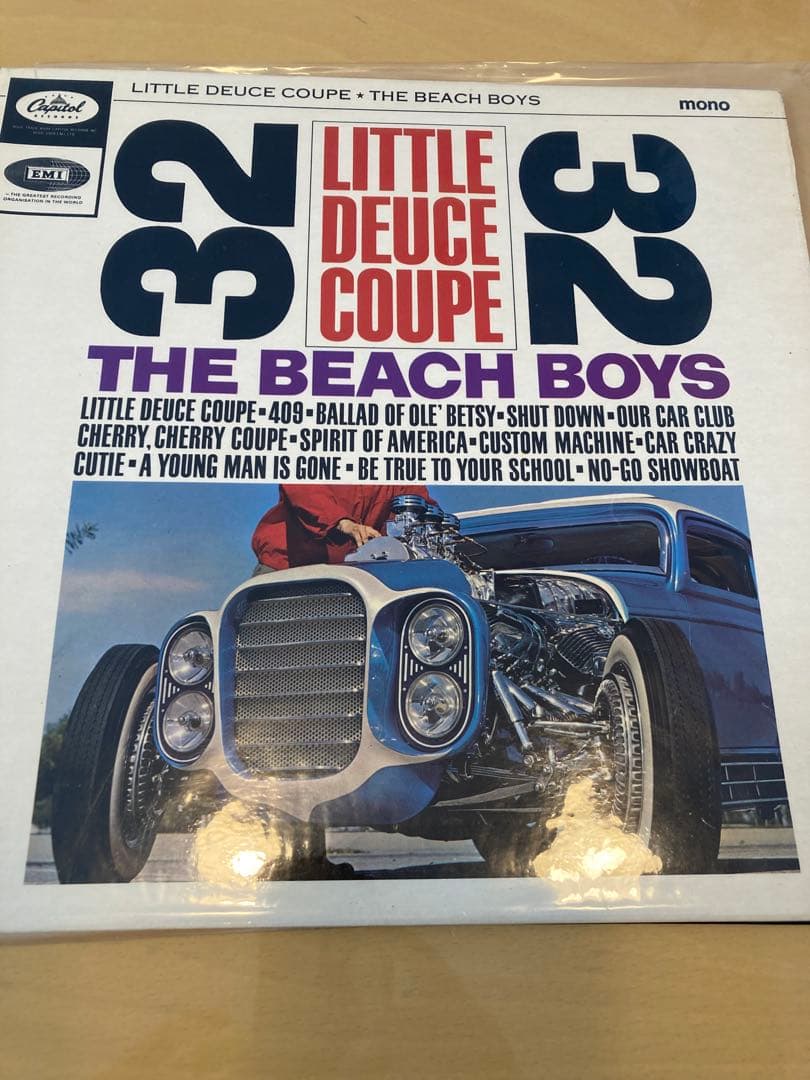 Capitol
RECORDS
EMI
— THE GREATEST RECORDING
ORGANISATION IN THE WORLD
LITTLE DEUCE COUPE ★ THE BEACH BOYS
mono
32
LITTLE
DEUCE
COUPE
32
THE BEACH BOYS
LITTLE DEUCE COUPE▪409▪BALLAD OF OLE' BETSY▪SHUT DOWN▪OUR CAR CLUB
CHERRY, CHERRY COUPE▪SPIRIT OF AMERICA▪CUSTOM MACHINE▪CAR CRAZY
CUTIE▪A YOUNG MAN IS GONE▪BE TRUE TO YOUR SCHOOL▪NO-GO SHOWBOAT